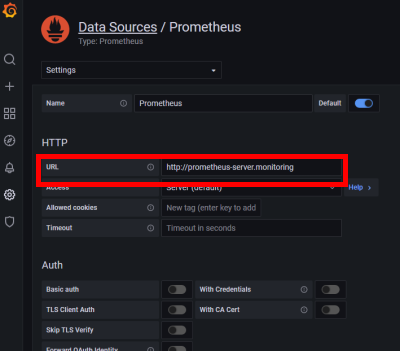 Data Sources / Prometheus
Type: Prometheus
Settings
Name Prometheus Default
HTTP
URL http://prometheus-server.monitoring
Access Server (default) Help >
Allowed cookies New tag (enter key to add
Timeout Timeout in seconds
Auth
Basic auth With Credentials
TLS Client Auth With CA Cert
Skip TLS Verify
Forward OAuth Identity